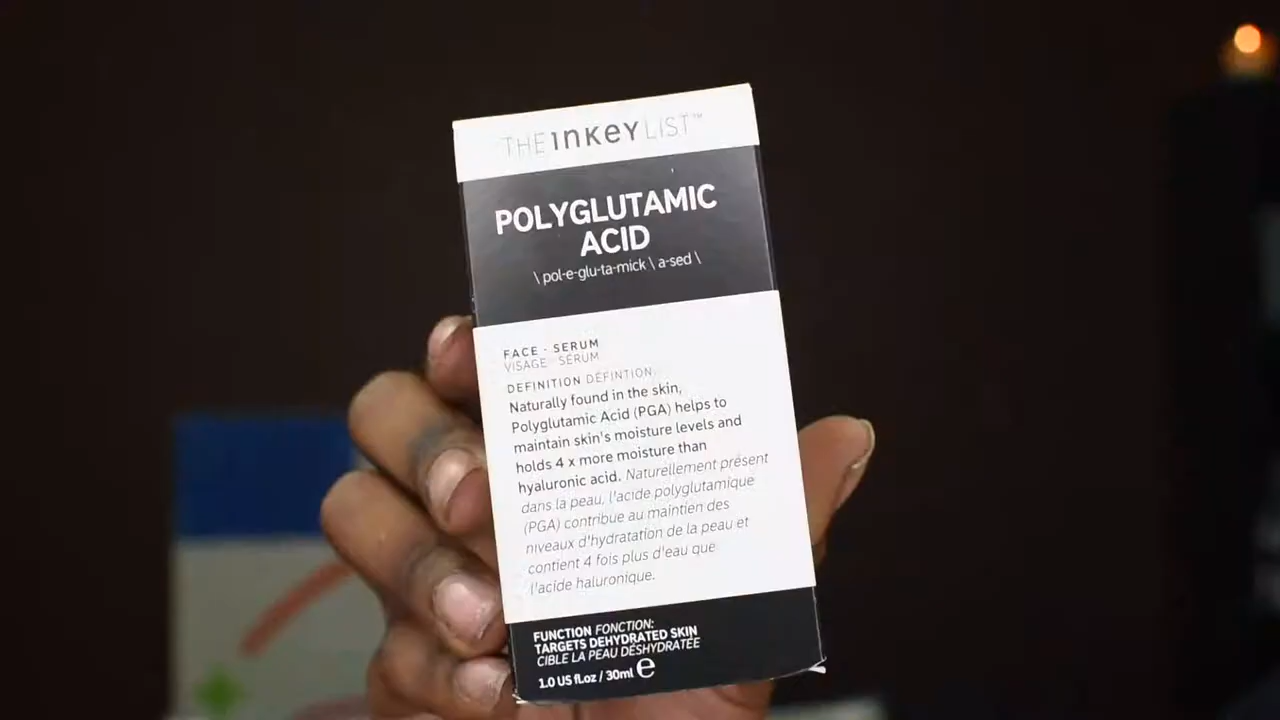 THE INKEY LIST™
POLYGLUTAMIC
ACID
\ pol-e-glu-ta-mick \ a-sed \
FACE - SERUM
VISAGE - SÉRUM
DEFINITION DÉFINTION:
Naturally found in the skin,
Polyglutamic Acid (PGA) helps to
maintain skin's moisture levels and
holds 4 x more moisture than
hyaluronic acid. Naturellement présent
dans la peau, l'acide polyglutamique
(PGA) contribue au maintien des
niveaux d'hydratation de la peau et
contient 4 fois plus d'eau que
l'acide haluronique.
FUNCTION FONCTION:
TARGETS DEHYDRATED SKIN
CIBLE LA PEAU DÉSHYDRATÉE
1.0 US fl.oz / 30ml ℮